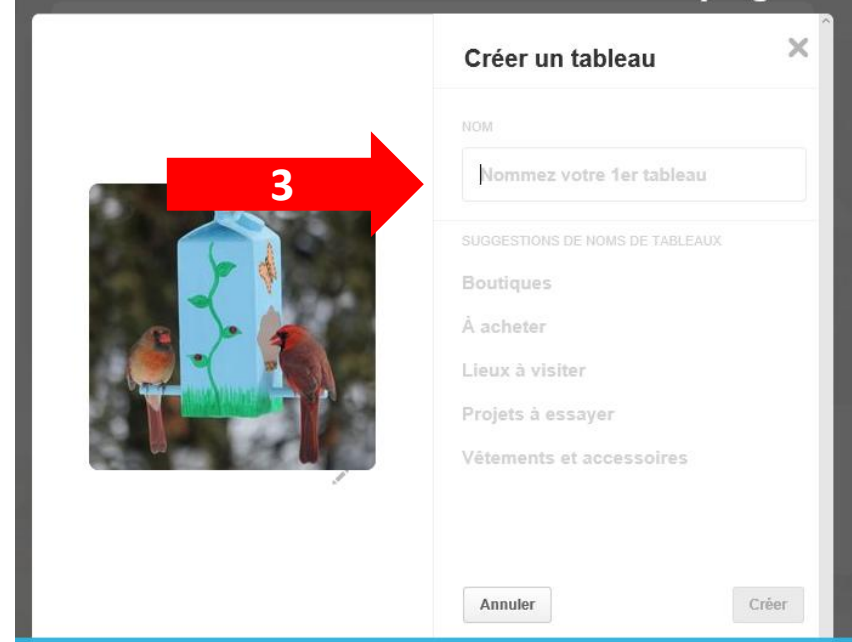 Créer un tableau
NOM
3
Nommez votre 1er tableau
SUGGESTIONS DE NOMS DE TABLEAUX
Boutiques
À acheter
Lieux à visiter
Projets à essayer
Vêtements et accessoires
Annuler
Créer